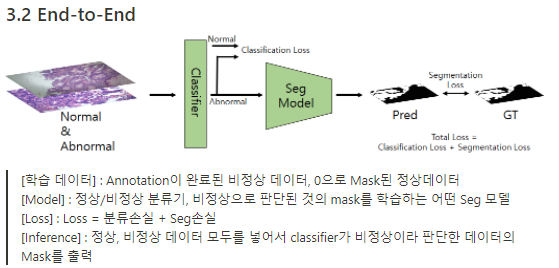 3.2 End-to-End
Normal
Classification Loss
Classifier
Abnormal
Seg
Model
Segmentation
Loss
Normal
&
Abnormal
Pred
GT
Total Loss =
Classification Loss + Segmentation Loss
[학습 데이터] : Annotation이 완료된 비정상 데이터, 0으로 Mask된 정상데이터
[Model] : 정상/비정상 분류기, 비정상으로 판단된 것의 mask를 학습하는 어떤 Seg 모델
[Loss] : Loss = 분류손실 + Seg손실
[Inference] : 정상, 비정상 데이터 모두를 넣어서 classifier가 비정상이라 판단한 데이터의
Mask를 출력